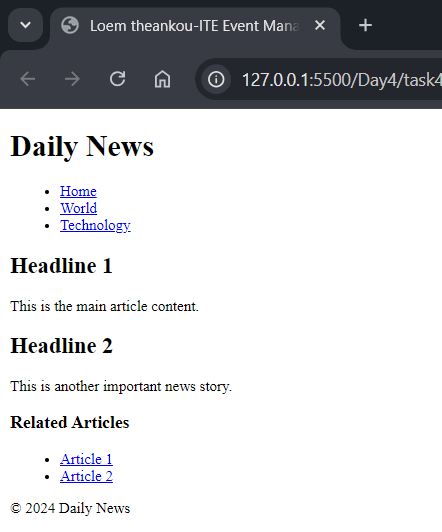 Loem theankou-ITE Event Mana
127.0.0.1:5500/Day4/task4
Daily News
Home
World
Technology
Headline 1
This is the main article content.
Headline 2
This is another important news story.
Related Articles
Article 1
Article 2
© 2024 Daily News